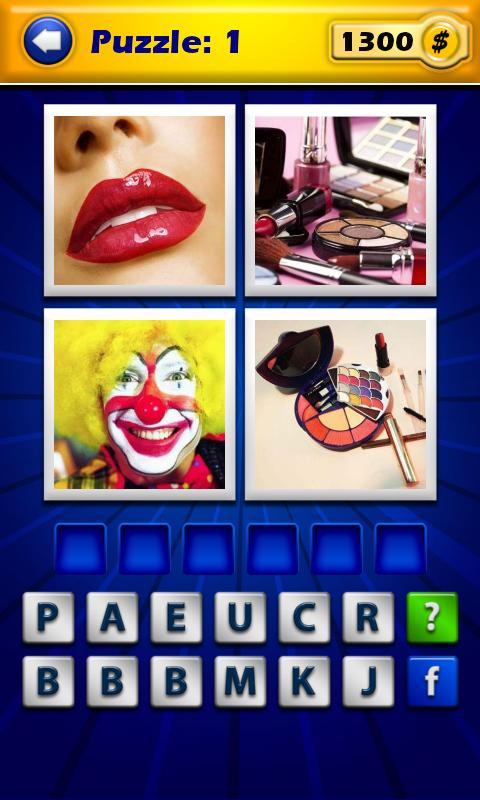 Puzzle: 1
1300 $
P A E U C R ?
B B B M K J f